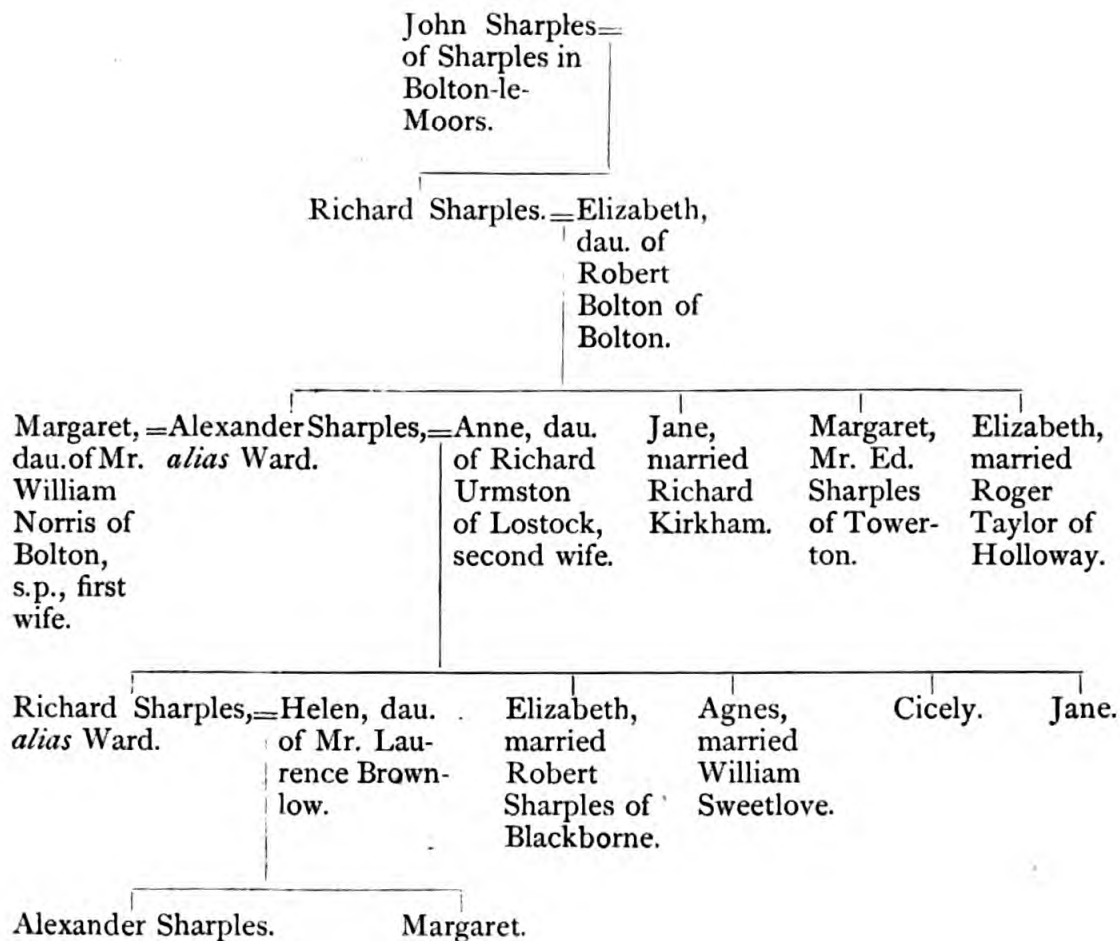 John Sharples=
of Sharples in
Bolton-le-
Moors.
Richard Sharples.=Elizabeth,
dau. of
Robert
Bolton of
Bolton.
Margaret,
dau. of Mr.
William
Norris of
Bolton,
s.p., first
wife.
=Alexander Sharples,=
alias Ward.
Anne, dau.
of Richard
Urmston
of Lostock,
second wife.
Jane,
married
Richard
Kirkham.
Margaret,
Mr. Ed.
Sharples
of Tower-
ton.
Elizabeth,
married
Roger
Taylor of
Holloway.
Richard Sharples,=
alias Ward.
Helen, dau.
of Mr. Lau-
rence Brown-
low.
Elizabeth,
married
Robert
Sharples of
Blackborne.
Agnes,
married
William
Sweetlove.
Cicely.
Jane.
Alexander Sharples.
Margaret.